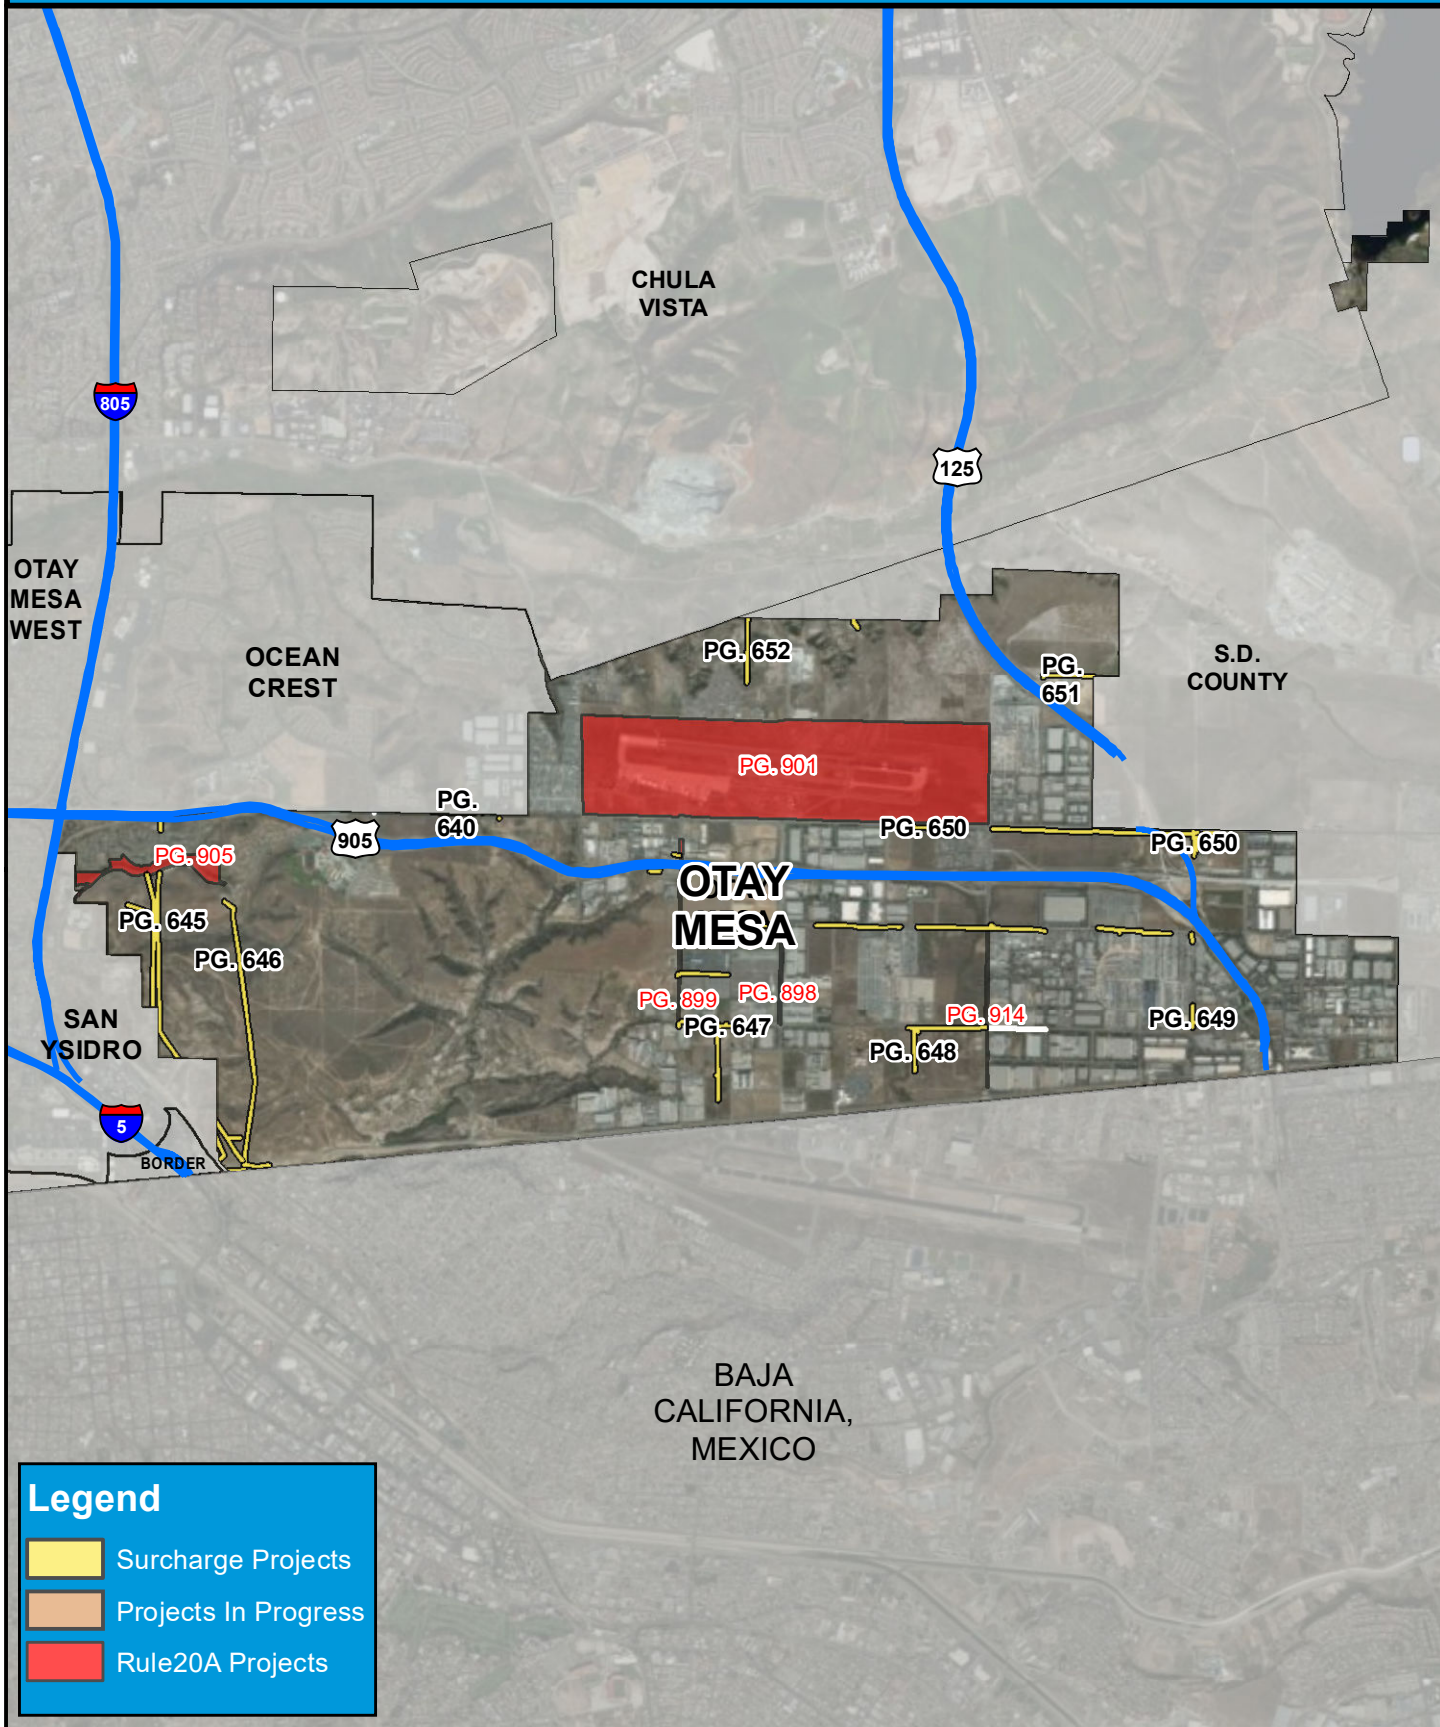 CHULA
VISTA
805
125
OTAY
MESA
WEST
OCEAN
CREST
PG. 652
PG.
651
S.D.
COUNTY
PG. 901
PG.
640
905
PG. 650
PG. 650
PG. 905
OTAY
MESA
PG. 645
PG. 646
PG. 899
PG. 898
PG. 647
PG. 914
PG. 648
PG. 649
SAN
YSIDRO
5
BORDER
BAJA
CALIFORNIA,
MEXICO
Legend
Surcharge Projects
Projects In Progress
Rule20A Projects